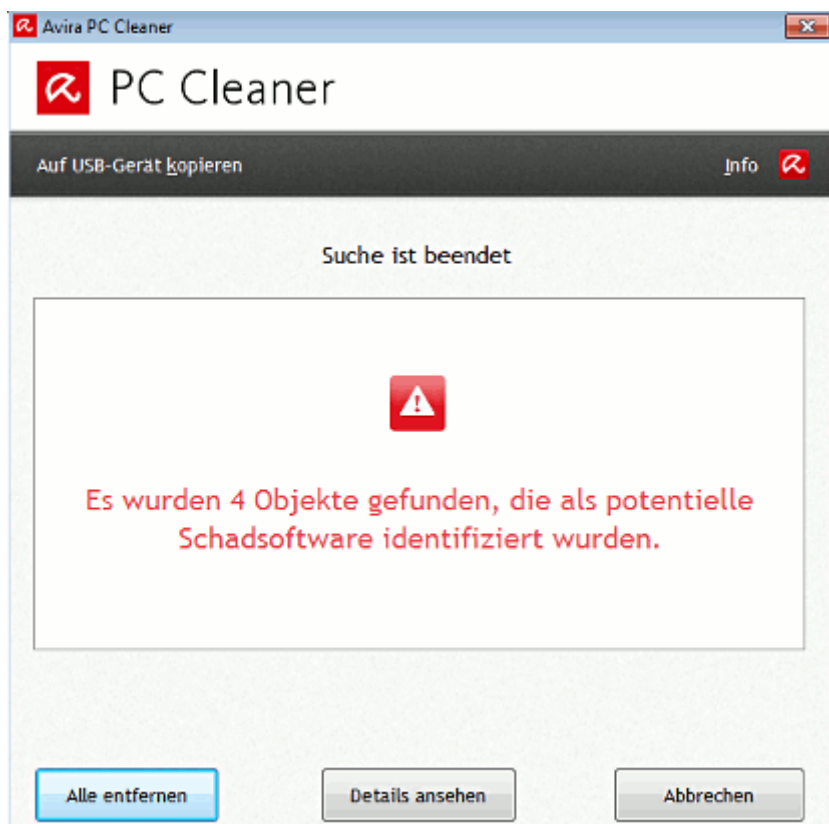 Avira PC Cleaner
PC Cleaner
Auf USB-Gerät kopieren
Info
Suche ist beendet
Es wurden 4 Objekte gefunden, die als potentielle
Schadsoftware identifiziert wurden.
Alle entfernen
Details ansehen
Abbrechen